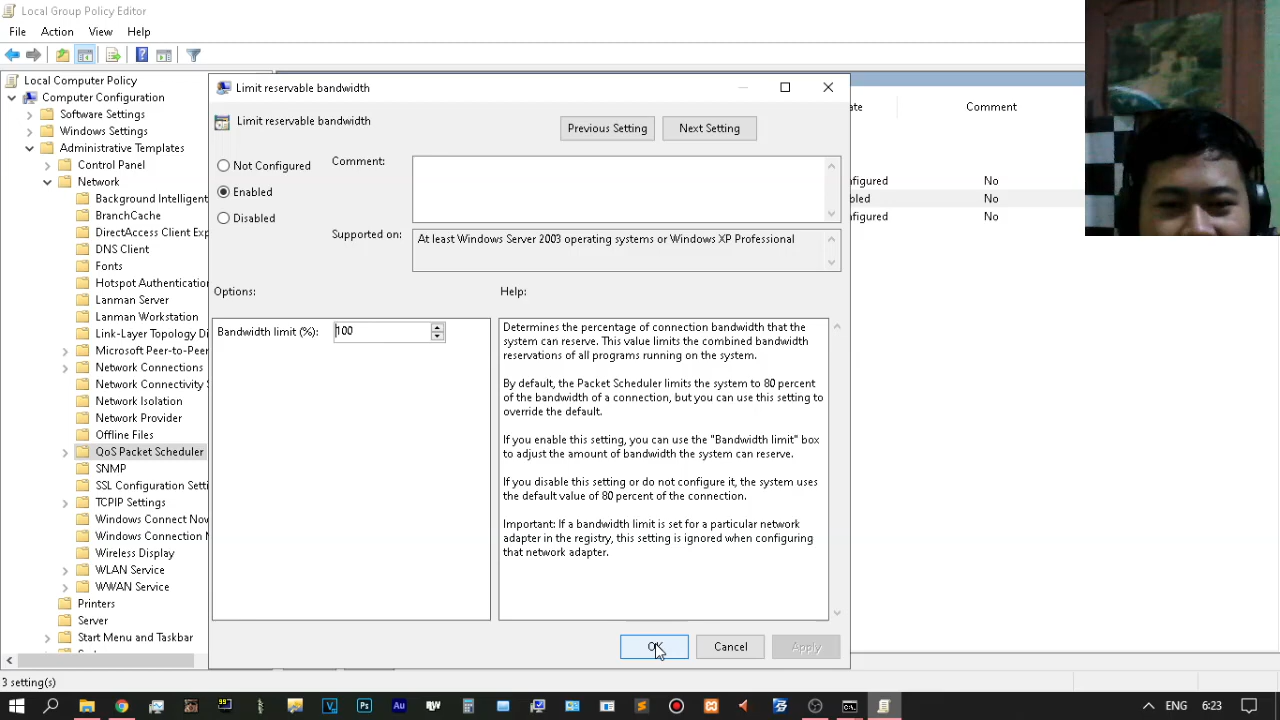 Local Group Policy Editor
File Action View Help
Local Computer Policy
Computer Configuration
Software Settings
Windows Settings
Administrative Templates
Control Panel
Network
Background Intelligent
BranchCache
DirectAccess Client Exp
DNS Client
Fonts
Hotspot Authentication
Lanman Server
Lanman Workstation
Link-Layer Topology Di
Microsoft Peer-to-Peer
Network Connections
Network Connectivity S
Network Isolation
Network Provider
Offline Files
QoS Packet Scheduler
SNMP
SSL Configuration Setti
TCPIP Settings
Windows Connect Now
Windows Connection
Wireless Display
WLAN Service
WWAN Service
Printers
Server
Start Menu and Taskbar
Limit reservable bandwidth
Limit reservable bandwidth
Previous Setting
Next Setting
Not Configured
Enabled
Disabled
Comment:
Supported on:
At least Windows Server 2003 operating systems or Windows XP Professional
Options:
Help:
Bandwidth limit (%): 100
Determines the percentage of connection bandwidth that the
system can reserve. This value limits the combined bandwidth
reservations of all programs running on the system.
By default, the Packet Scheduler limits the system to 80 percent
of the bandwidth of a connection, but you can use this setting to
override the default.
If you enable this setting, you can use the "Bandwidth limit" box
to adjust the amount of bandwidth the system can reserve.
If you disable this setting or do not configure it, the system uses
the default value of 80 percent of the connection.
Important: If a bandwidth limit is set for a particular network
adapter in the registry, this setting is ignored when configuring
that network adapter.
OK
Cancel
Apply
ate Comment
nfigured No
bled No
nfigured No
3 setting(s)
ENG 6:23